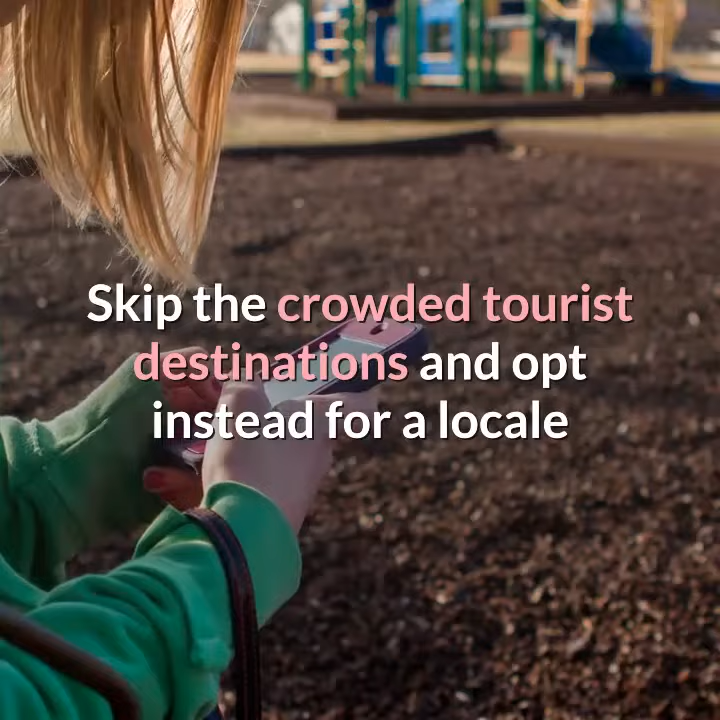 Skip the crowded tourist
destinations and opt
instead for a locale